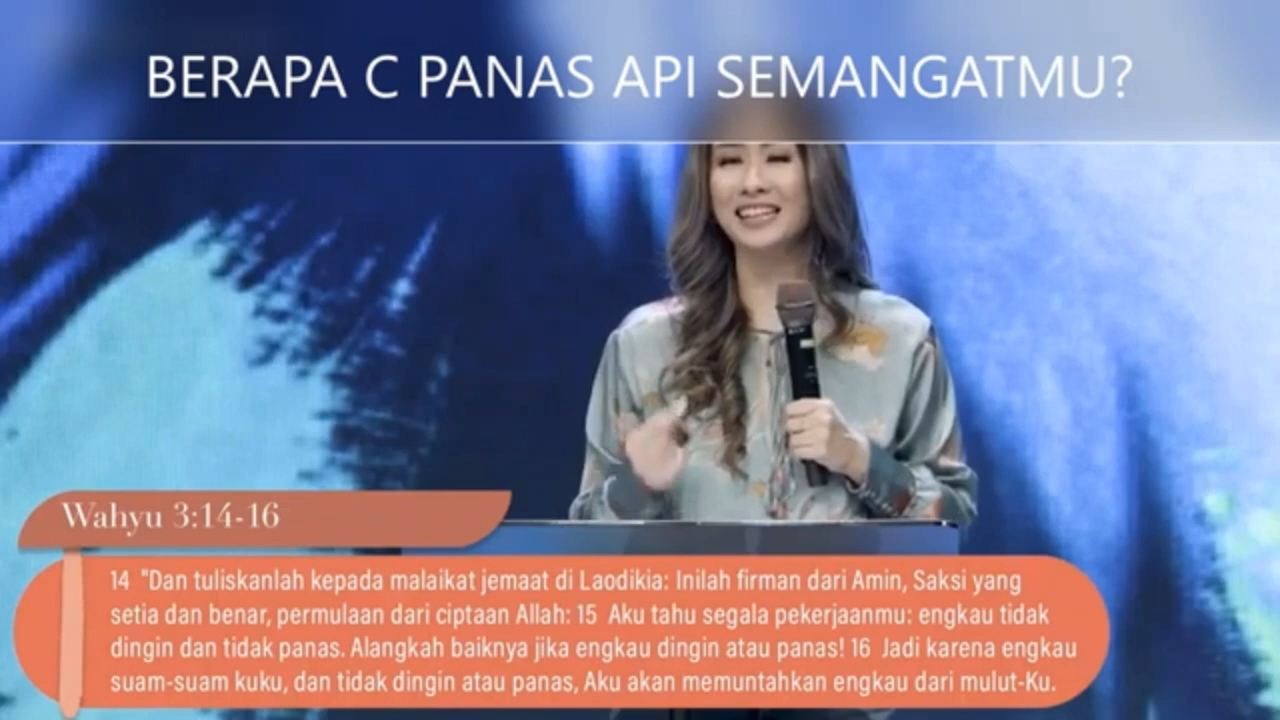 BERAPA C PANAS API SEMANGATMU?
Wahyu 3:14-16
14 "Dan tuliskanlah kepada malaikat jemaat di Laodikia: Inilah firman dari Amin, Saksi yang
setia dan benar, permulaan dari ciptaan Allah: 15 Aku tahu segala pekerjaanmu: engkau tidak
dingin dan tidak panas. Alangkah baiknya jika engkau dingin atau panas! 16 Jadi karena engkau
suam-suam kuku, dan tidak dingin atau panas, Aku akan memuntahkan engkau dari mulut-Ku.